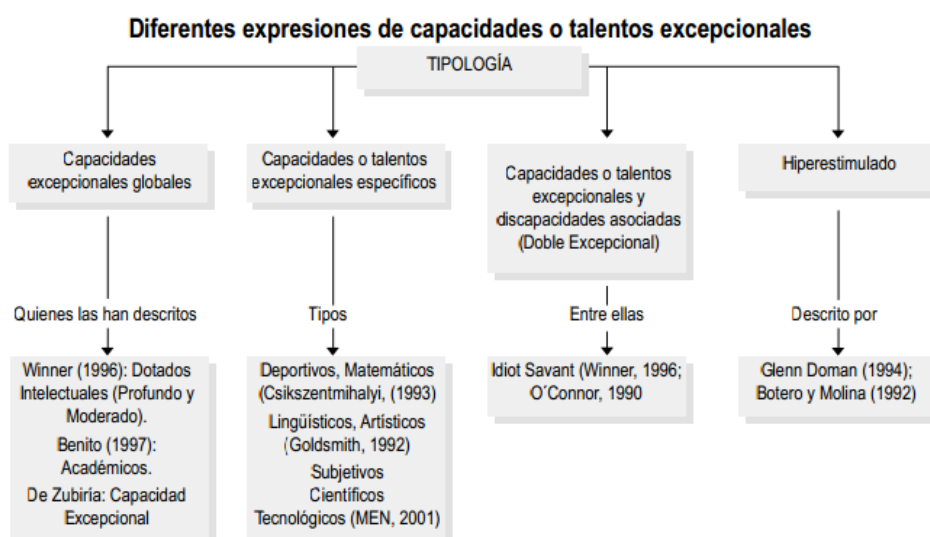 Diferentes expresiones de capacidades o talentos excepcionales
TIPOLOGÍA
Capacidades
excepcionales globales
Quienes las han descritos
Winner (1996): Dotados
Intelectuales (Profundo y
Moderado).
Benito (1997):
Académicos.
De Zubiría: Capacidad
Excepcional
Capacidades o talentos
excepcionales específicos
Tipos
Deportivos, Matemáticos
(Csikszentmihalyi, (1993)
Lingüísticos, Artísticos
(Goldsmith, 1992)
Subjetivos
Científicos
Tecnológicos (MEN, 2001)
Capacidades o talentos
excepcionales y
discapacidades asociadas
(Doble Excepcional)
Entre ellas
Idiot Savant (Winner, 1996;
O´Connor, 1990
Hiperestimulado
Descrito por
Glenn Doman (1994);
Botero y Molina (1992)